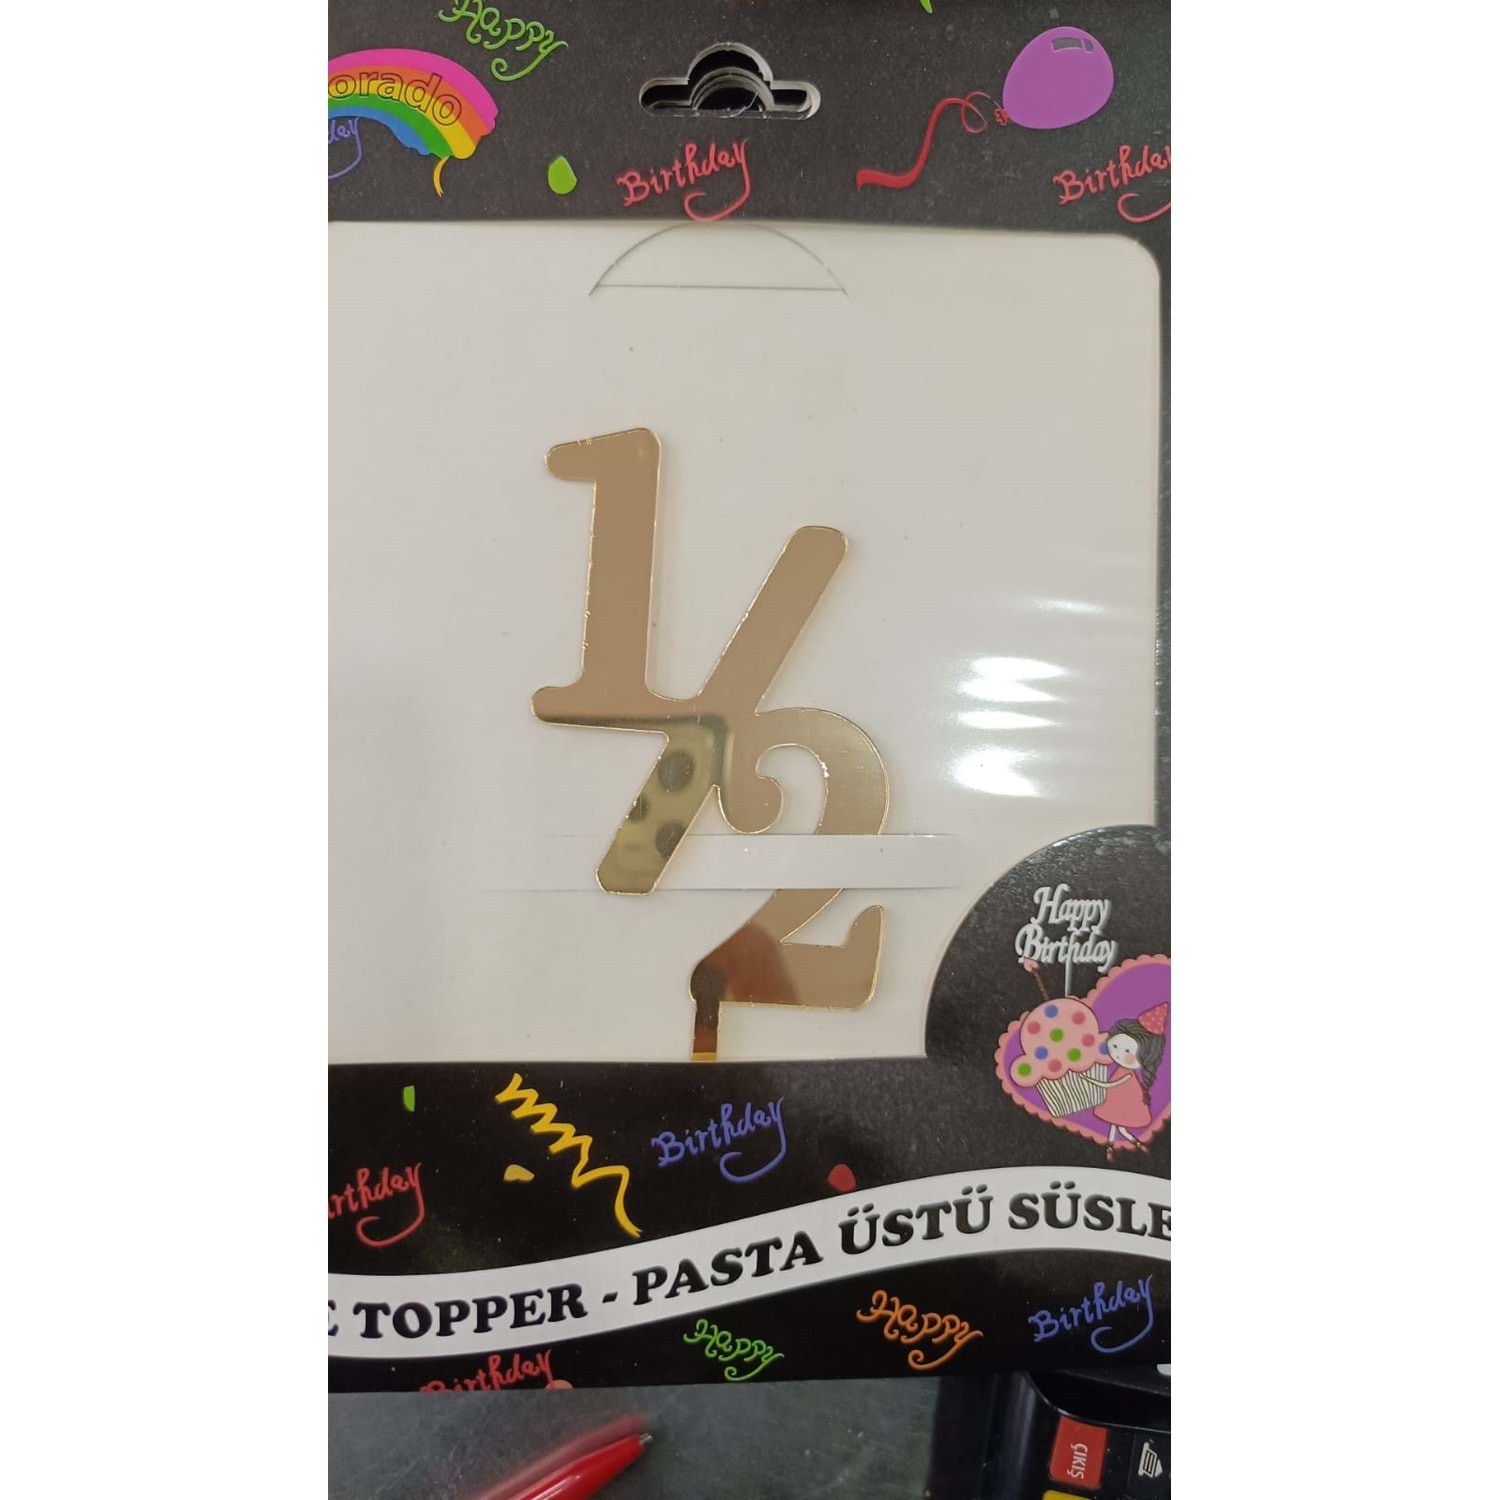 Happy
orado
day
Birthday
Birthday
1/2
Happy
Birthday
Birthday
rthday
E TOPPER - PASTA ÜSTÜ SÜSLE
Happy
Happy
Birthday
Birthday
ÇIKIŞ